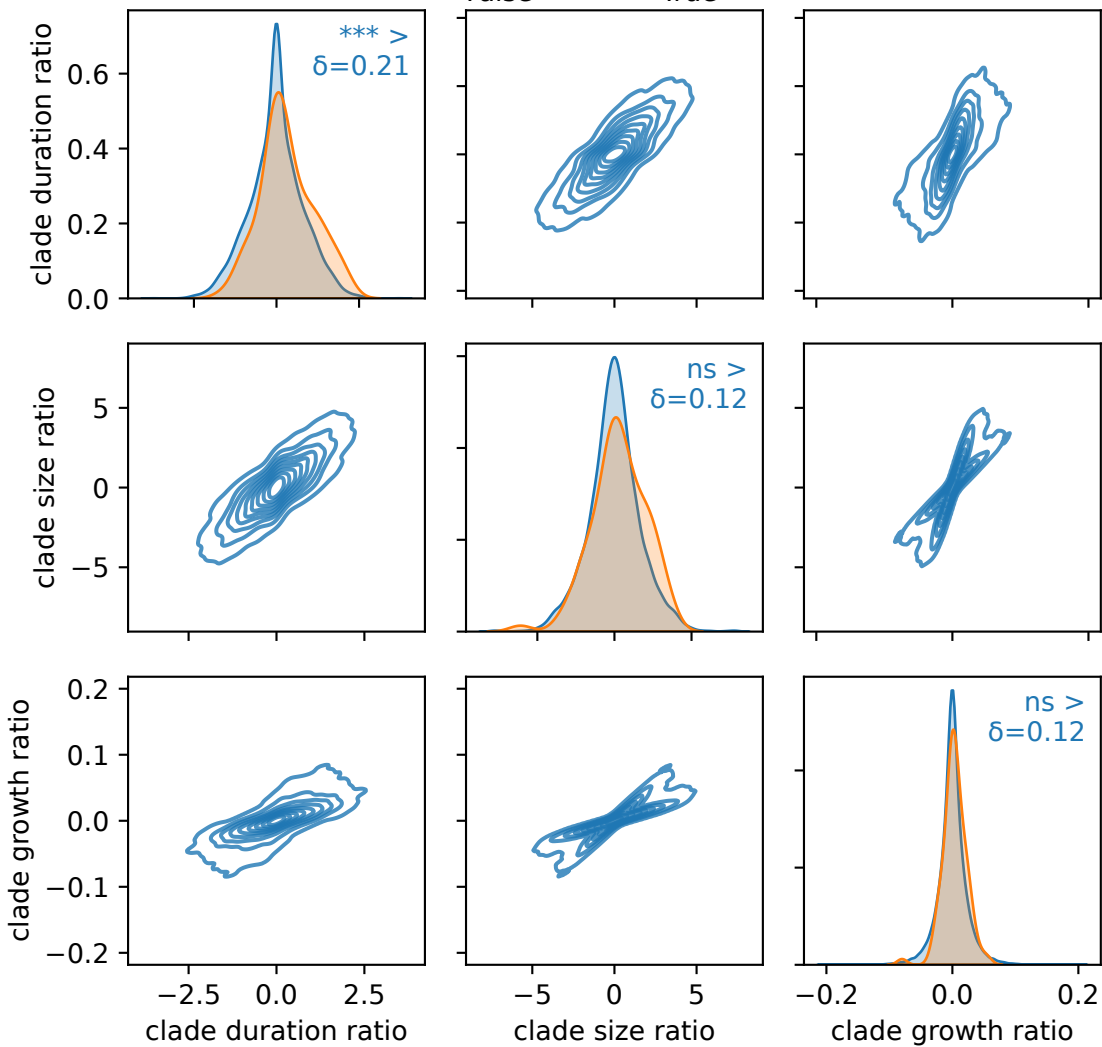 clade duration ratio
0.6
0.4
0.2
0.0
*** >
δ=0.21
clade size ratio
5
0
−5
ns >
δ=0.12
clade growth ratio
0.2
0.1
0.0
−0.1
−0.2
ns >
δ=0.12
−2.5
0.0
2.5
clade duration ratio
−5
0
5
clade size ratio
−0.2
0.0
0.2
clade growth ratio